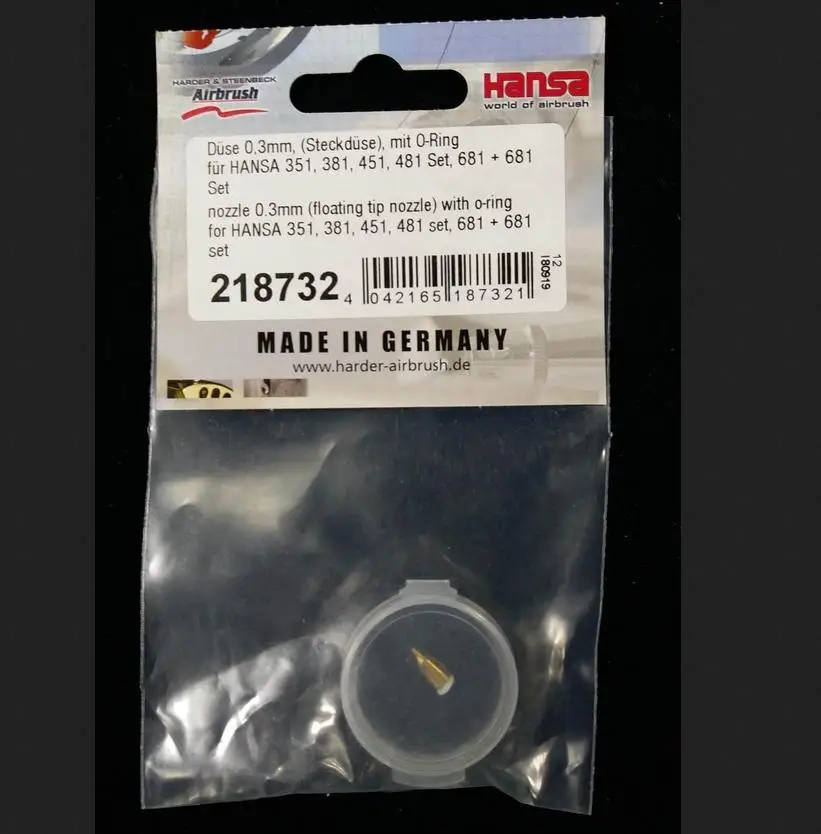 HARDER & STEENBECK
Airbrush
Hansa
world of airbrush
Düse 0,3mm, (Steckdüse), mit O-Ring
für HANSA 351, 381, 451, 481 Set, 681 + 681
Set
nozzle 0.3mm (floating tip nozzle) with o-ring
for HANSA 351, 381, 451, 481 set, 681 + 681
set
218732
4 042165 187321
12
180919
MADE IN GERMANY
www.harder-airbrush.de